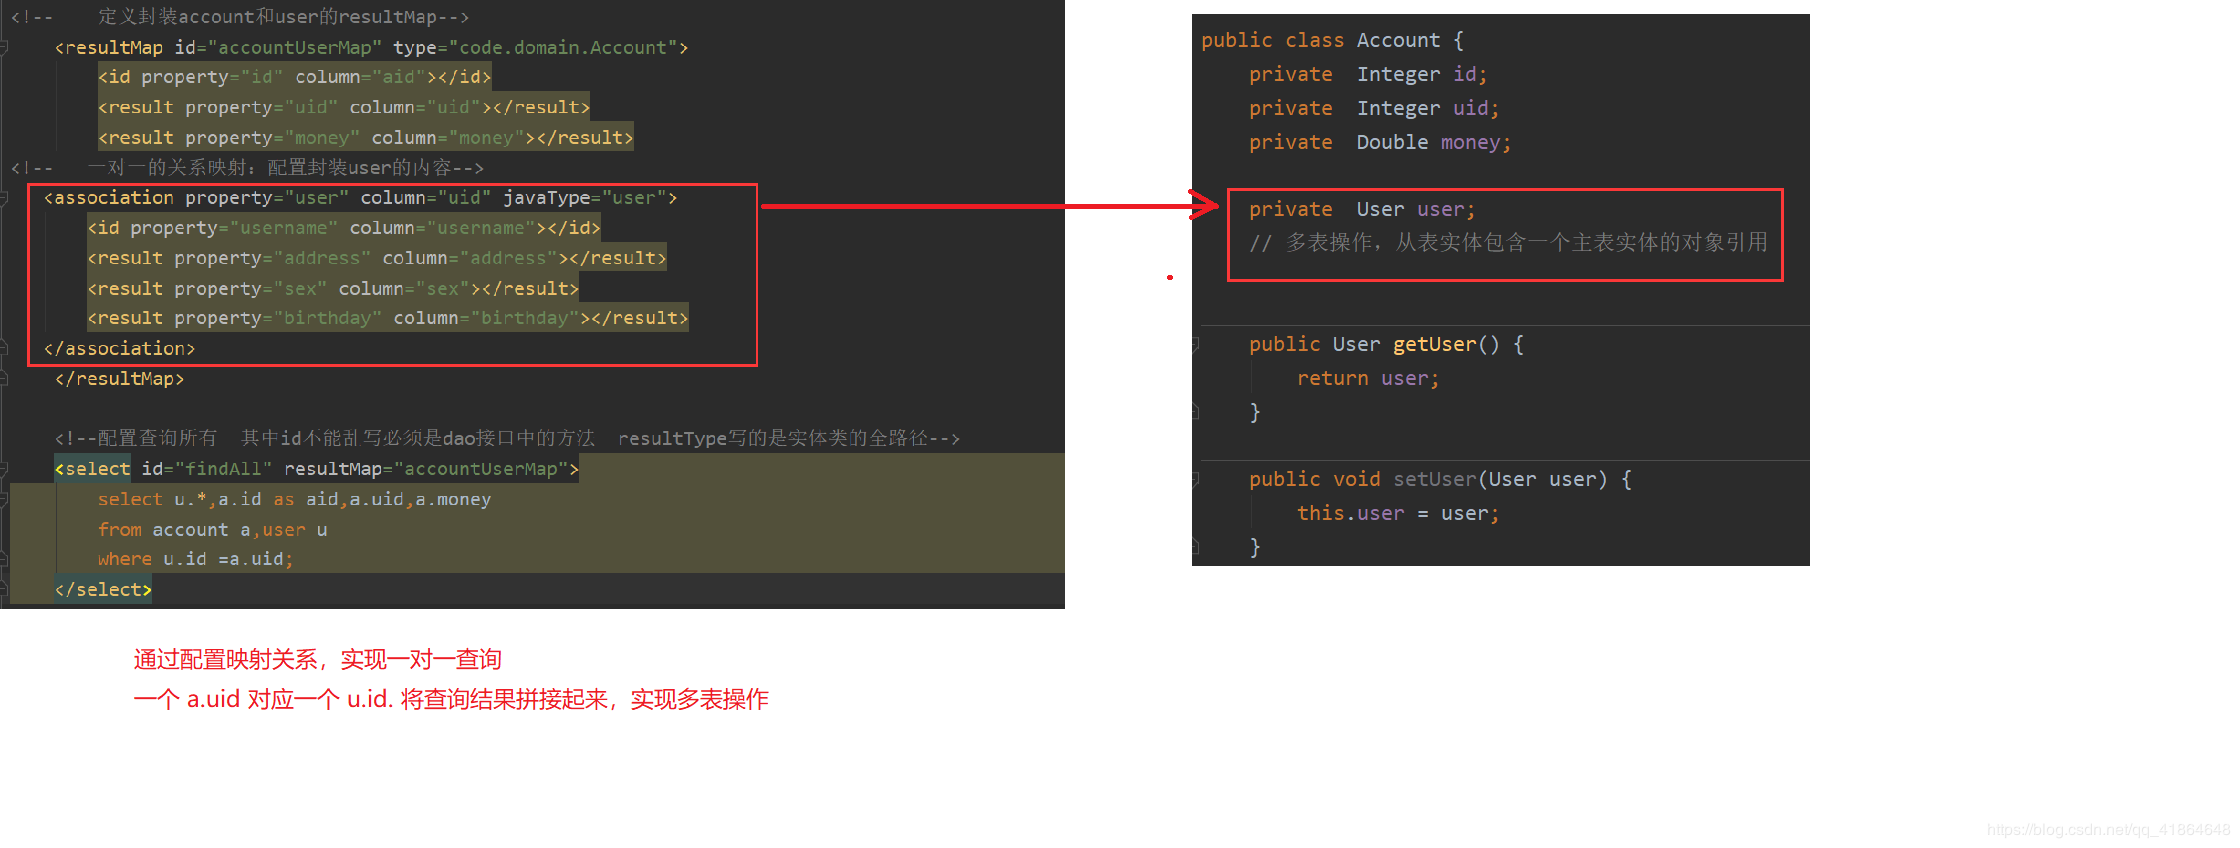 <!--    定义封装account和user的resultMap-->
<resultMap id="accountUserMap" type="code.domain.Account">
<id property="id" column="aid"></id>
<result property="uid" column="uid"></result>
<result property="money" column="money"></result>
<!--   一对一的关系映射：配置封装user的内容-->
<association property="user" column="uid" javaType="user">
<id property="username" column="username"></id>
<result property="address" column="address"></result>
<result property="sex" column="sex"></result>
<result property="birthday" column="birthday"></result>
</association>
</resultMap>
<!--配置查询所有  其中id不能乱写必须是dao接口中的方法  resultType写的是实体类的全路径-->
<select id="findAll" resultMap="accountUserMap">
select u.*,a.id as aid,a.uid,a.money
from account a,user u
where u.id =a.uid;
</select>
public class Account {
private  Integer id;
private  Integer uid;
private  Double money;
private  User user;
// 多表操作，从表实体包含一个主表实体的对象引用
public User getUser() {
return user;
}
public void setUser(User user) {
this.user = user;
}
通过配置映射关系，实现一对一查询
一个 a.uid 对应一个 u.id. 将查询结果拼接起来，实现多表操作
https://blog.csdn.net/qq_41864648